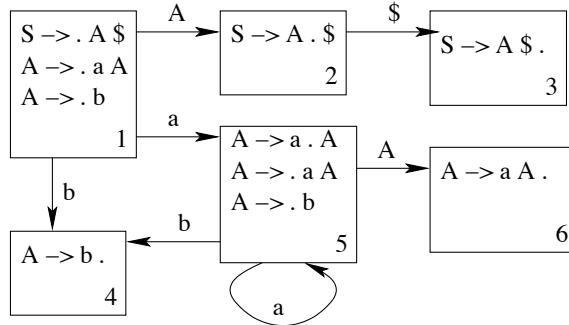 S −> . A $
A −> . a A
A −> . b
1
A
S −> A . $
2
$
S −> A $ .
3
a
b
A −> a . A
A −> . a A
A −> . b
5
A
A −> a A .
6
b
A −> b .
4
a